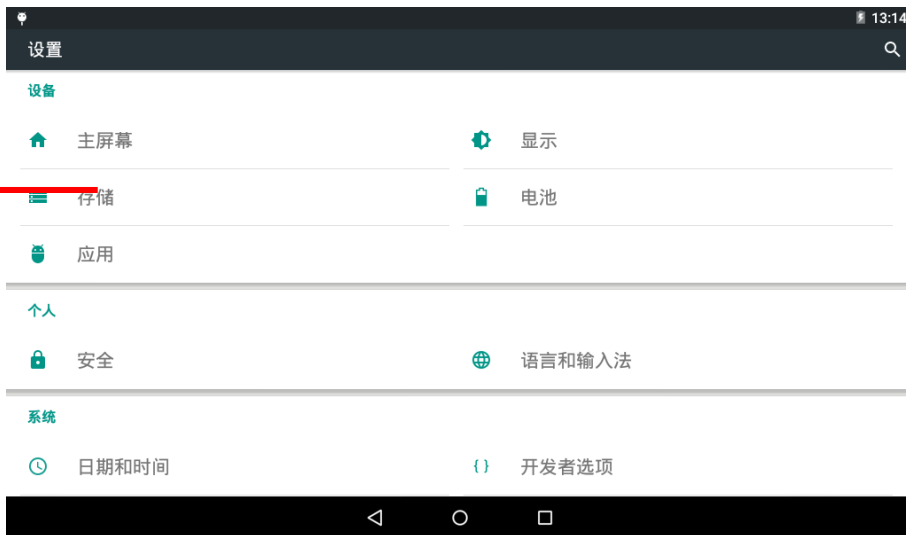 13:14
设置
设备
主屏幕 显示
存储 电池
应用
个人
安全 语言和输入法
系统
日期和时间 { } 开发者选项